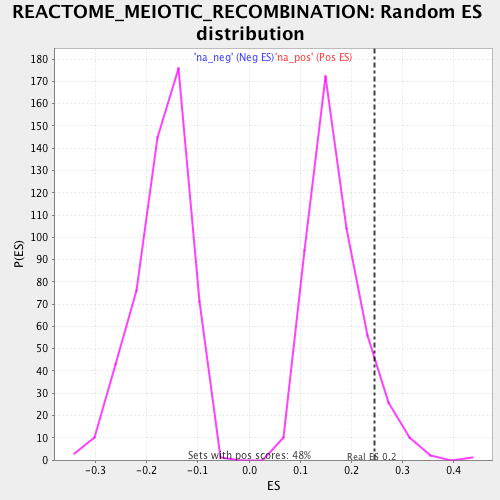 REACTOME_MEIOTIC_RECOMBINATION: Random ES
distribution
'na_neg' (Neg ES)'na_pos' (Pos ES)
180
170
160
150
140
130
120
110
100
90
80
70
60
50
40
30
20
10
0
P(ES)
Sets with pos scores: 48%
Real ES 0.2
-0.3 -0.2 -0.1 0.0 0.1 0.2 0.3 0.4
ES